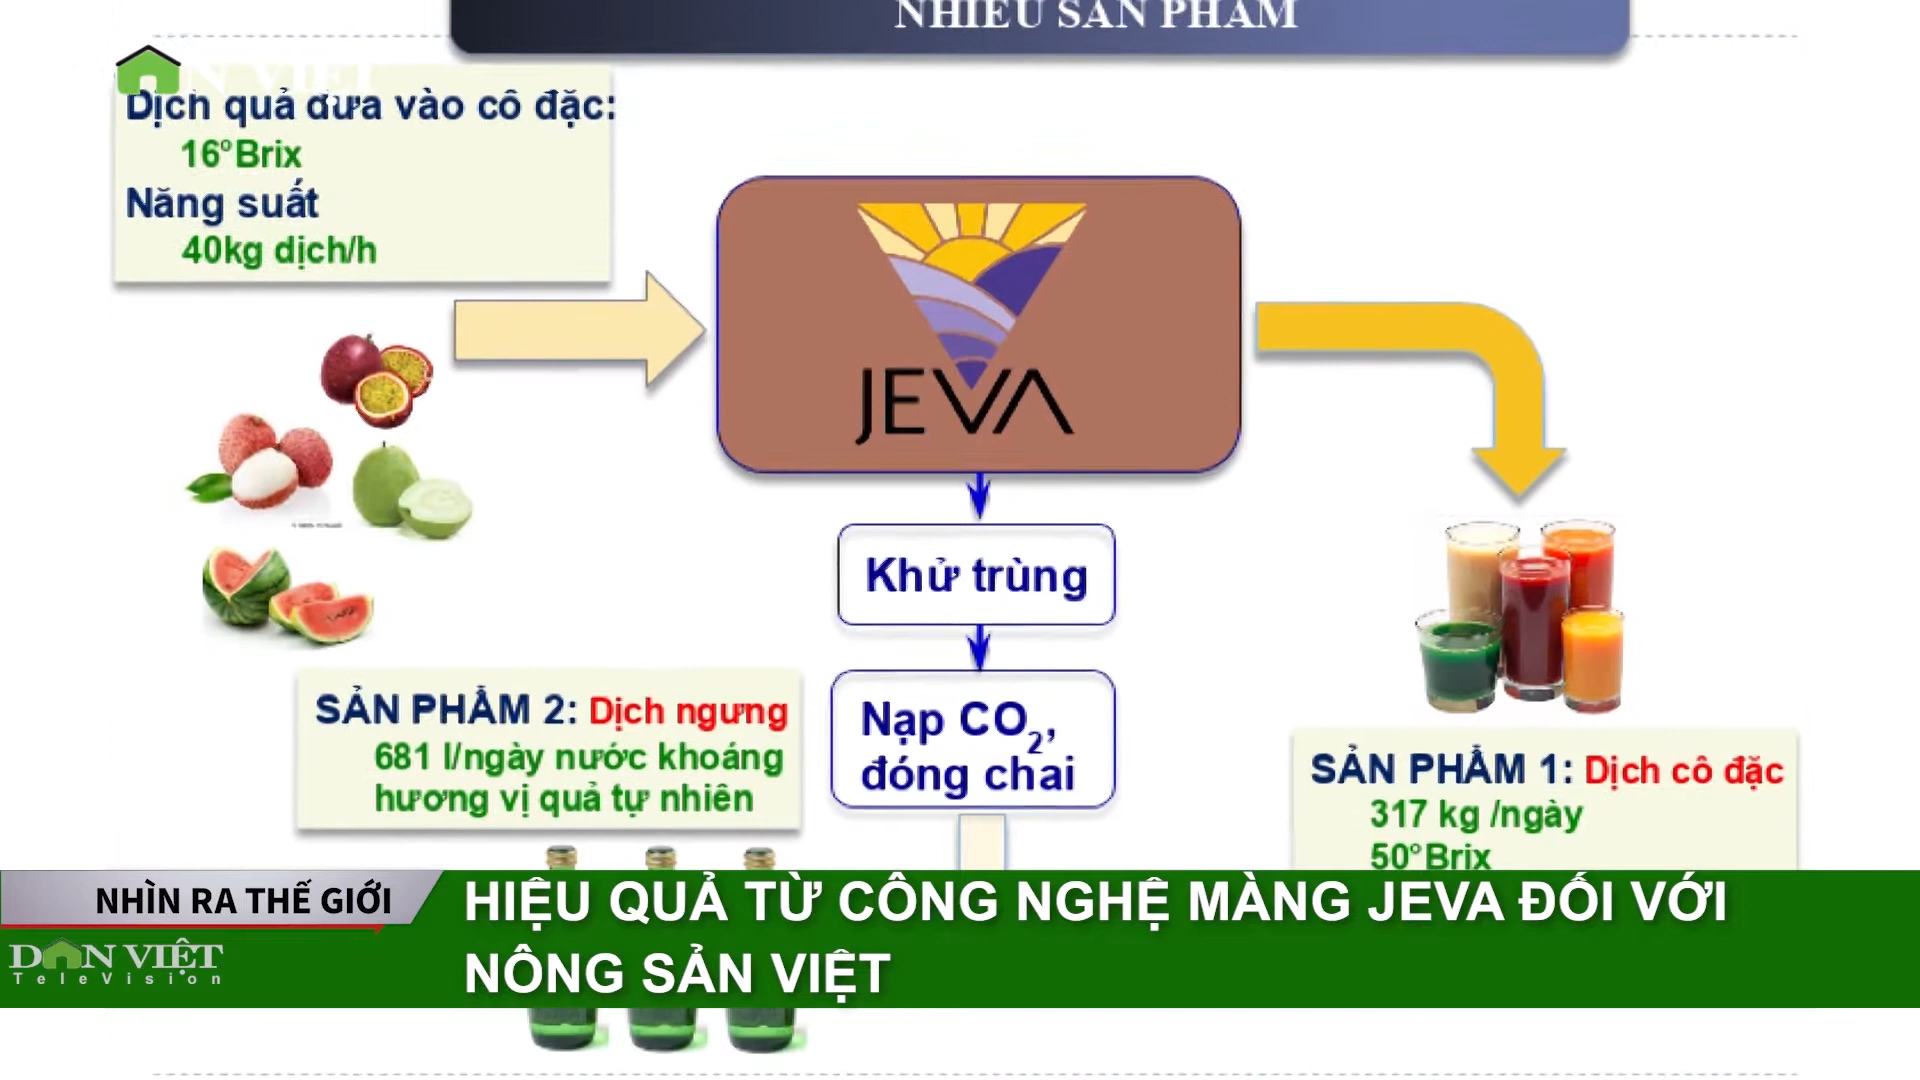 NHIỀU SẢN PHẨM
Dịch quả đưa vào cô đặc:
16°Brix
Năng suất
40kg dịch/h
JEVA
Khử trùng
Nạp CO₂,
đóng chai
SẢN PHẨM 2: Dịch ngưng
681 l/ngày nước khoáng
hương vị quả tự nhiên
SẢN PHẨM 1: Dịch cô đặc
317 kg /ngày
50°Brix
NHÌN RA THẾ GIỚI
HIỆU QUẢ TỪ CÔNG NGHỆ MÀNG JEVA ĐỐI VỚI
NÔNG SẢN VIỆT
DÂN VIỆT
TeleVision